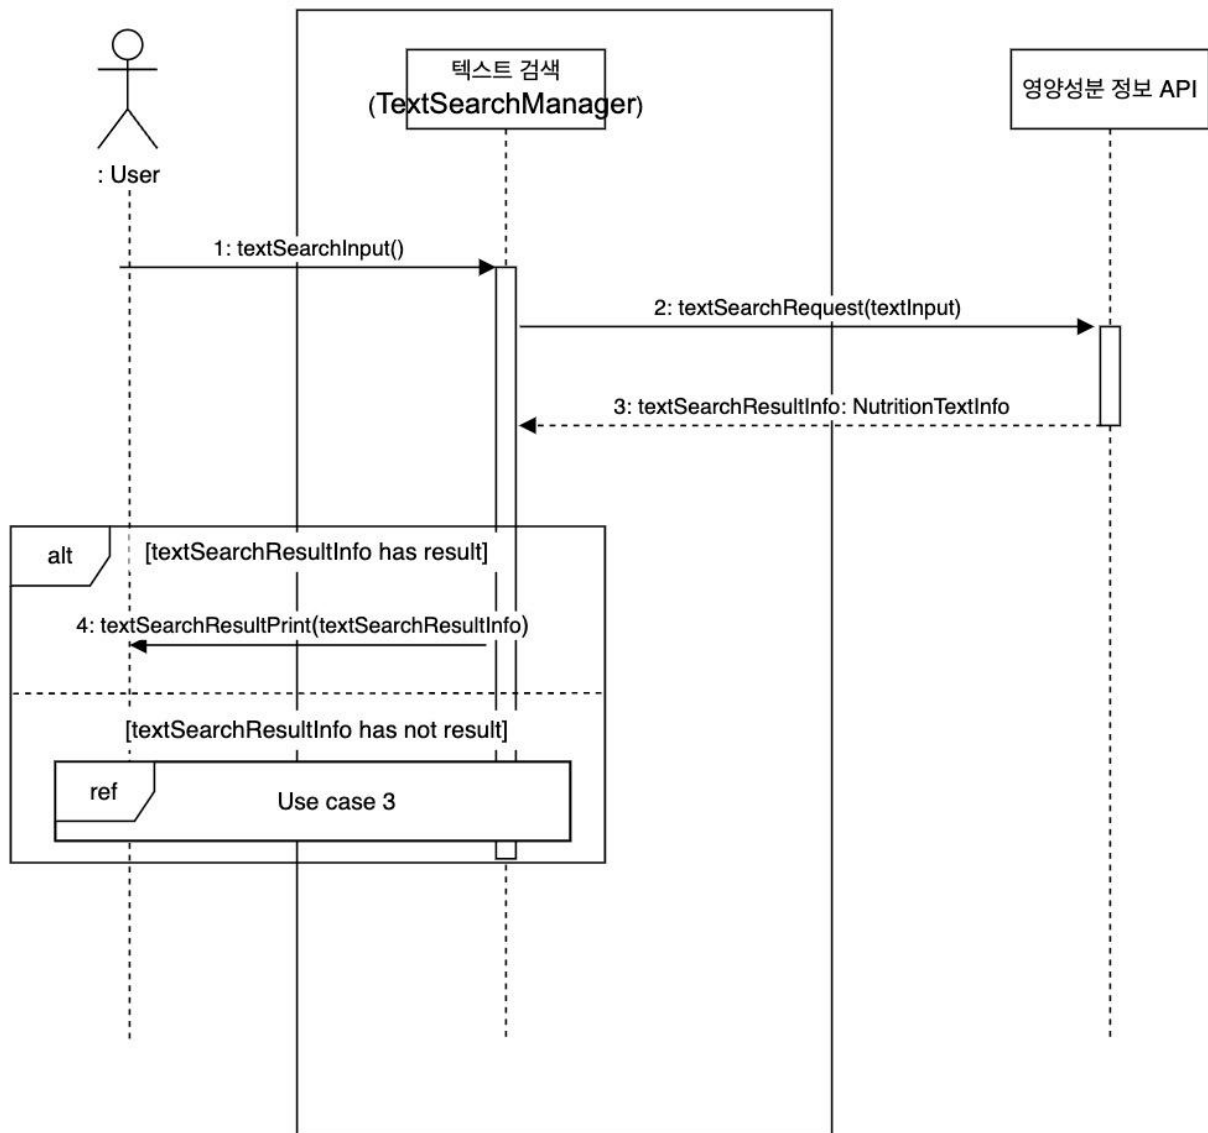 텍스트 검색
(TextSearchManager)
영양성분 정보 API
: User
1: textSearchInput()
2: textSearchRequest(textInput)
3: textSearchResultInfo: NutritionTextInfo
alt
[textSearchResultInfo has result]
4: textSearchResultPrint(textSearchResultInfo)
[textSearchResultInfo has not result]
ref
Use case 3